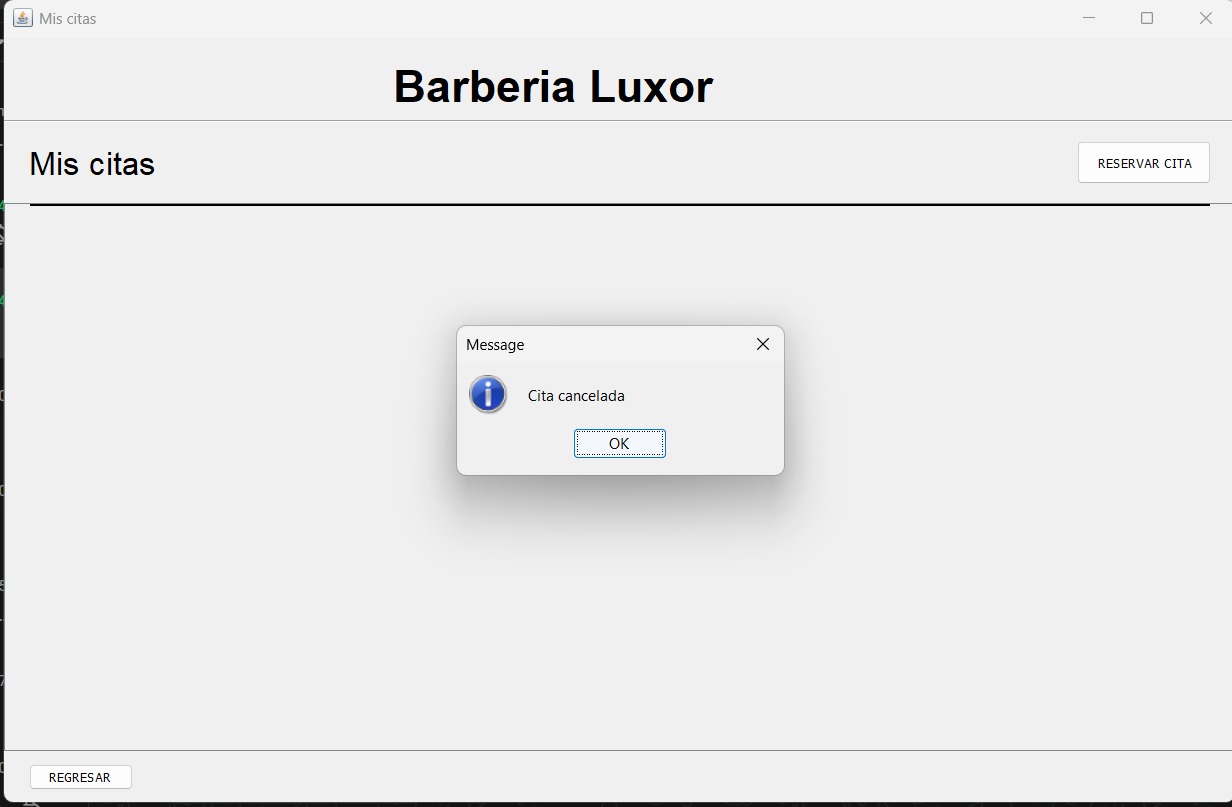 Mis citas
Barberia Luxor
Mis citas
RESERVAR CITA
Message
Cita cancelada
OK
REGRESAR